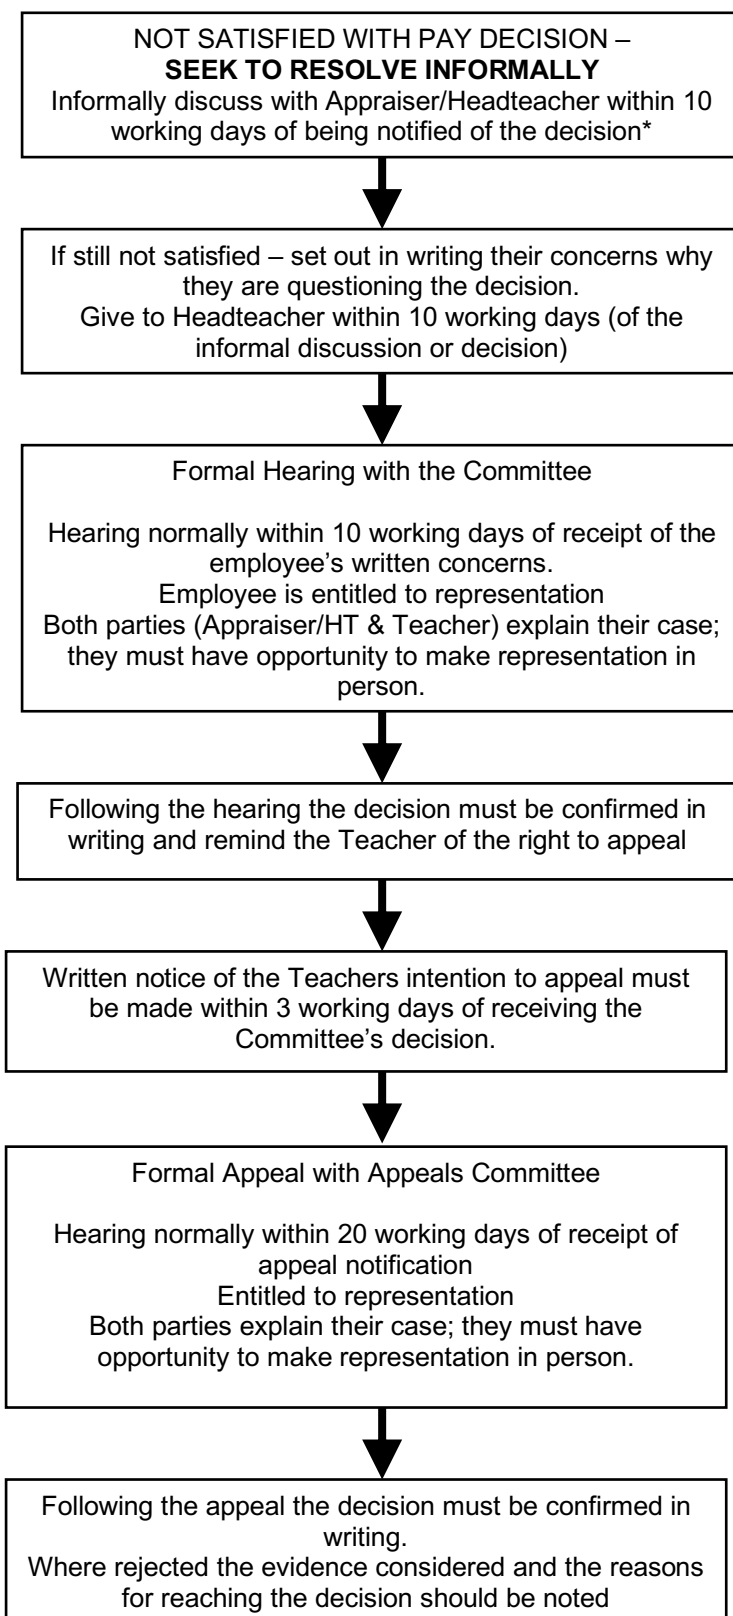 NOT SATISFIED WITH PAY DECISION –
SEEK TO RESOLVE INFORMALLY
Informally discuss with Appraiser/Headteacher within 10
working days of being notified of the decision*
If still not satisfied – set out in writing their concerns why
they are questioning the decision.
Give to Headteacher within 10 working days (of the
informal discussion or decision)
Formal Hearing with the Committee
Hearing normally within 10 working days of receipt of the
employee’s written concerns.
Employee is entitled to representation
Both parties (Appraiser/HT & Teacher) explain their case;
they must have opportunity to make representation in
person.
Following the hearing the decision must be confirmed in
writing and remind the Teacher of the right to appeal
Written notice of the Teachers intention to appeal must
be made within 3 working days of receiving the
Committee’s decision.
Formal Appeal with Appeals Committee
Hearing normally within 20 working days of receipt of
appeal notification
Entitled to representation
Both parties explain their case; they must have
opportunity to make representation in person.
Following the appeal the decision must be confirmed in
writing.
Where rejected the evidence considered and the reasons
for reaching the decision should be noted